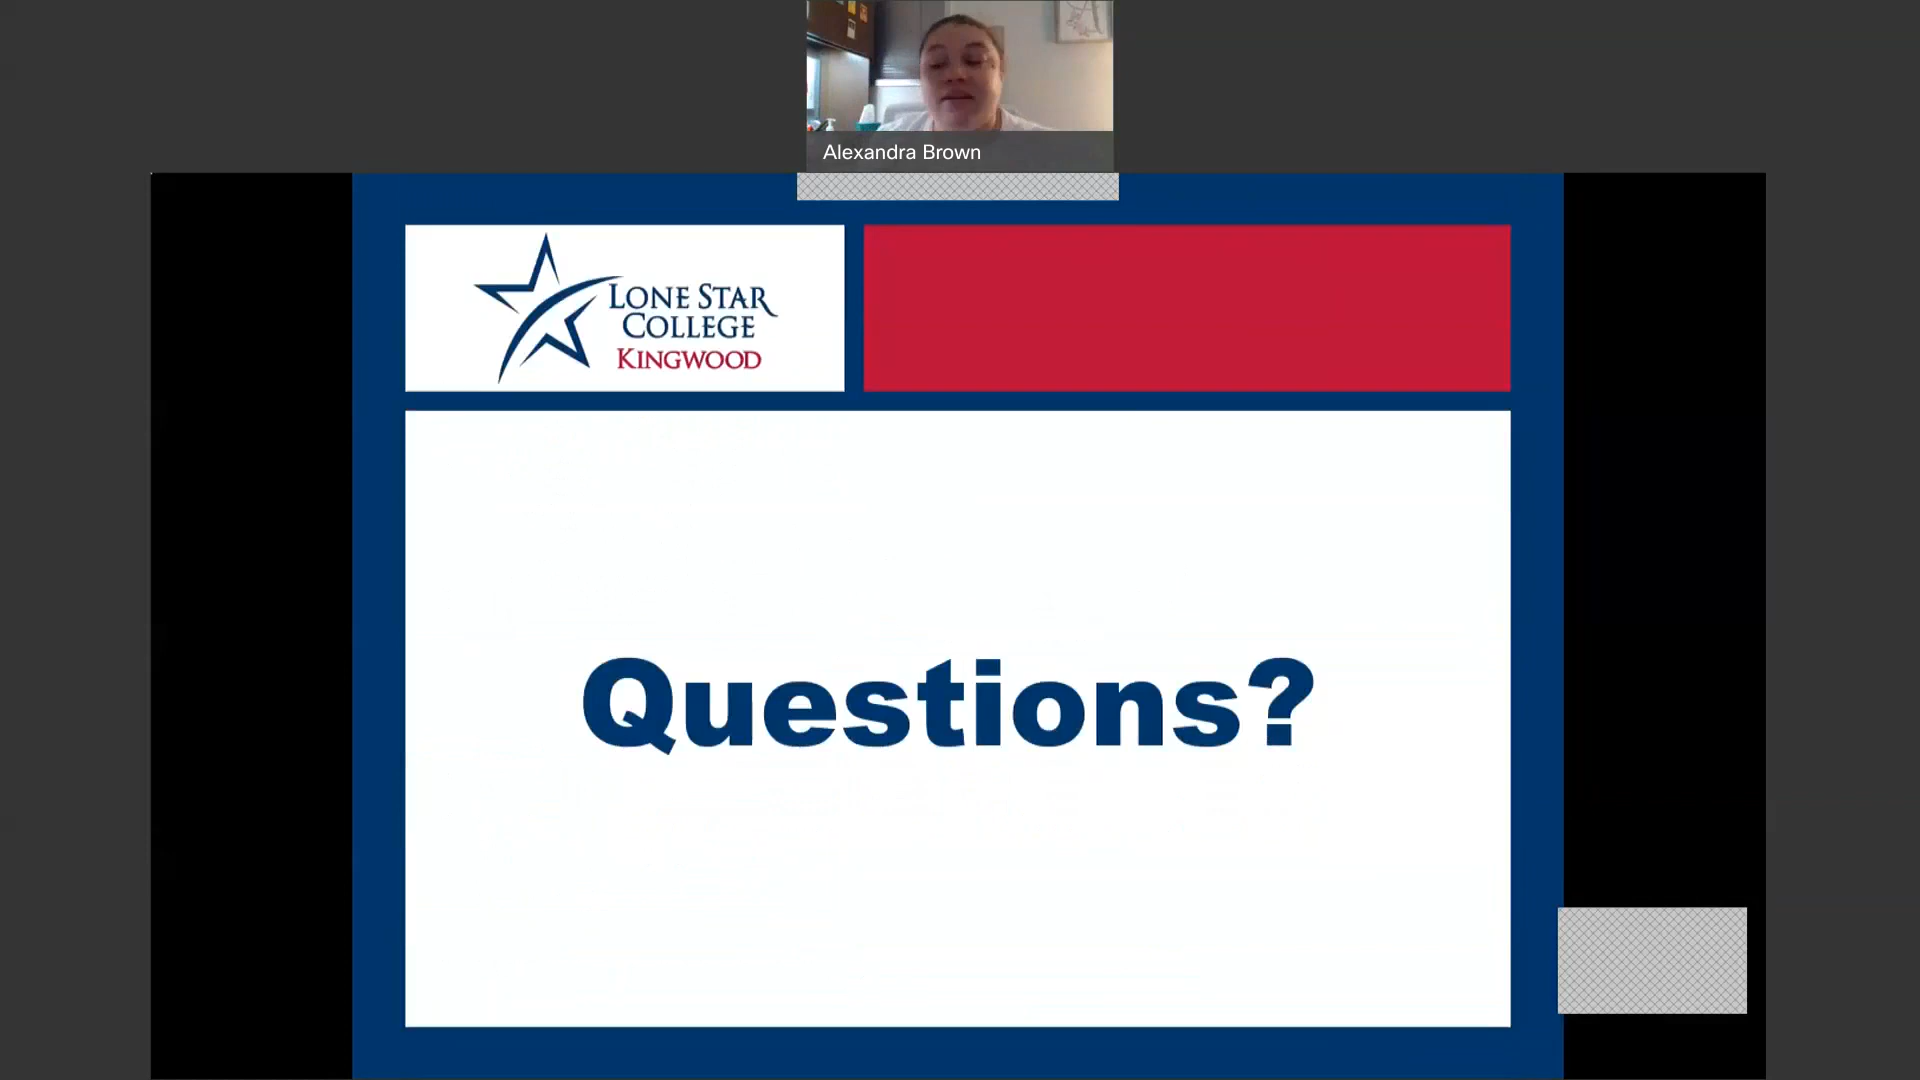 Alexandra Brown
LONE STAR
COLLEGE
KINGWOOD
Questions?